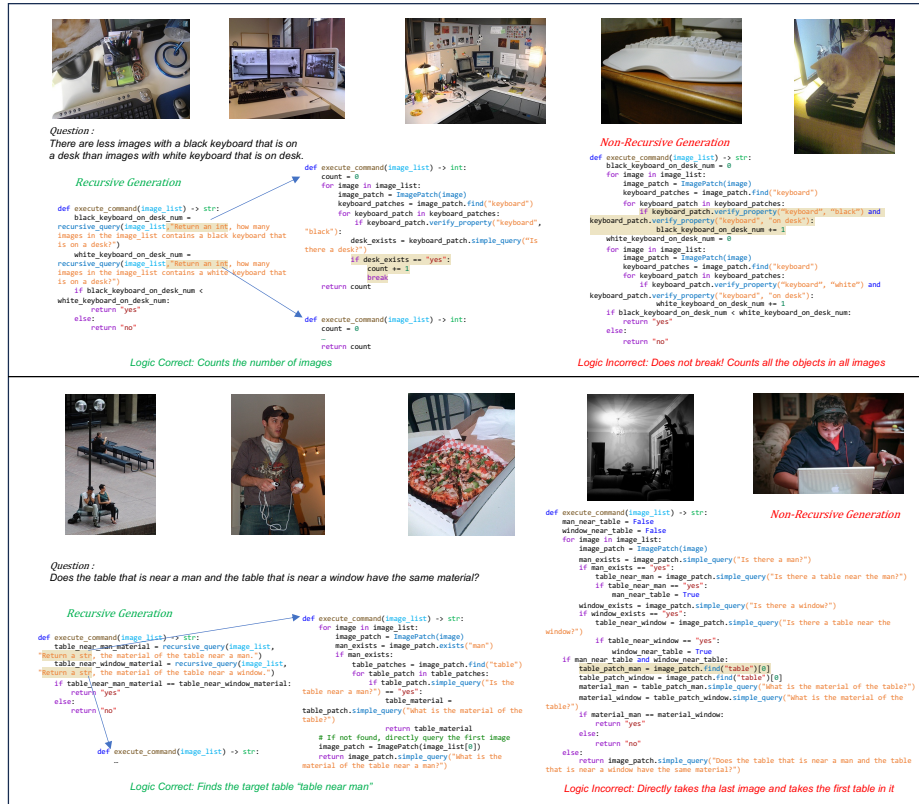 Question :
There are less images with a black keyboard that is on
a desk than images with white keyboard that is on desk.
Recursive Generation
def execute_command(image_list) -> str:
black_keyboard_on_desk_num =
recursive_query(image_list,"Return an int, how many
images in the image_list contains a black keyboard that
is on a desk?")
white_keyboard_on_desk_num =
recursive_query(image_list,"Return an int, how many
images in the image_list contains a white keyboard that
is on a desk?")
if black_keyboard_on_desk_num <
white_keyboard_on_desk_num:
return "yes"
else:
return "no"
def execute_command(image_list) -> int:
count = 0
for image in image_list:
image_patch = ImagePatch(image)
keyboard_patches = image_patch.find("keyboard")
for keyboard_patch in keyboard_patches:
if keyboard_patch.verify_property("keyboard",
"black"):
desk_exists = keyboard_patch.simple_query("Is
there a desk?")
if desk_exists == "yes":
count += 1
break
return count
def execute_command(image_list) -> int:
count = 0
…
return count
Logic Correct: Counts the number of images
Non-Recursive Generation
def execute_command(image_list) -> str:
black_keyboard_on_desk_num = 0
for image in image_list:
image_patch = ImagePatch(image)
keyboard_patches = image_patch.find("keyboard")
for keyboard_patch in keyboard_patches:
if keyboard_patch.verify_property("keyboard", "black") and
keyboard_patch.verify_property("keyboard", "on desk"):
black_keyboard_on_desk_num += 1
white_keyboard_on_desk_num = 0
for image in image_list:
image_patch = ImagePatch(image)
keyboard_patches = image_patch.find("keyboard")
for keyboard_patch in keyboard_patches:
if keyboard_patch.verify_property("keyboard", "white") and
keyboard_patch.verify_property("keyboard", "on desk"):
white_keyboard_on_desk_num += 1
if black_keyboard_on_desk_num < white_keyboard_on_desk_num:
return "yes"
else:
return "no"
Logic Incorrect: Does not break! Counts all the objects in all images
Question :
Does the table that is near a man and the table that is near a window have the same material?
Recursive Generation
def execute_command(image_list) -> str:
table_near_man_material = recursive_query(image_list,
"Return a str, the material of the table near a man.")
table_near_window_material = recursive_query(image_list,
"Return a str, the material of the table near a window.")
if table_near_man_material == table_near_window_material:
return "yes"
else:
return "no"
def execute_command(image_list) -> str:
…
def execute_command(image_list) -> str:
for image in image_list:
image_patch = ImagePatch(image)
man_exists = image_patch.exists("man")
if man_exists:
table_patches = image_patch.find("table")
for table_patch in table_patches:
if table_patch.simple_query("Is the
table near a man?") == "yes":
table_material =
table_patch.simple_query("What is the material of the
table?")
return table_material
# If not found, directly query the first image
image_patch = ImagePatch(image_list[0])
return image_patch.simple_query("What is the
material of the table near a man?")
Logic Correct: Finds the target table "table near man"
Non-Recursive Generation
def execute_command(image_list) -> str:
man_near_table = False
window_near_table = False
for image in image_list:
image_patch = ImagePatch(image)
man_exists = image_patch.simple_query("Is there a man?")
if man_exists == "yes":
table_near_man = image_patch.simple_query("Is there a table near the man?")
if table_near_man == "yes":
man_near_table = True
window_exists = image_patch.simple_query("Is there a window?")
if window_exists == "yes":
table_near_window = image_patch.simple_query("Is there a table near the
window?")
if table_near_window == "yes":
window_near_table = True
if man_near_table and window_near_table:
table_patch_man = image_patch.find("table")[0]
table_patch_window = image_patch.find("table")[0]
material_man = table_patch_man.simple_query("What is the material of the table?")
material_window = table_patch_window.simple_query("What is the material of the
table?")
if material_man == material_window:
return "yes"
else:
return "no"
else:
return image_patch.simple_query("Does the table that is near a man and the table
that is near a window have the same material?")
Logic Incorrect: Directly takes tha last image and takes the first table in it